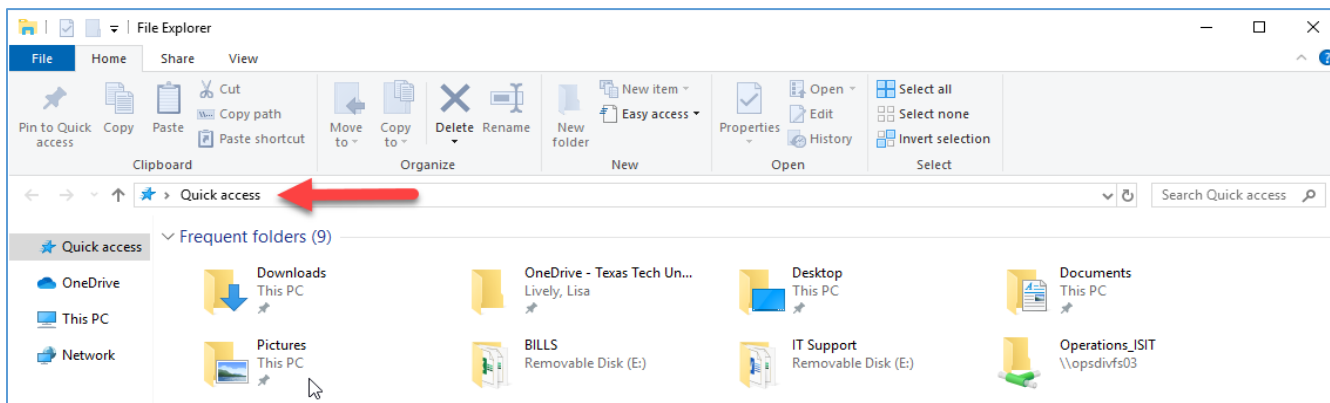 File Explorer
File Home Share View
Pin to Quick access
Copy
Paste
Cut
Copy path
Paste shortcut
Clipboard
Move to
Copy to
Delete
Rename
Organize
New folder
New item
Easy access
New
Properties
Open
Edit
History
Open
Select all
Select none
Invert selection
Select
Quick access
Search Quick access
Quick access
OneDrive
This PC
Network
Frequent folders (9)
Downloads
This PC
OneDrive - Texas Tech Un...
Lively, Lisa
Desktop
This PC
Documents
This PC
Pictures
This PC
BILLS
Removable Disk (E:)
IT Support
Removable Disk (E:)
Operations_ISIT
\\opsdivfs03